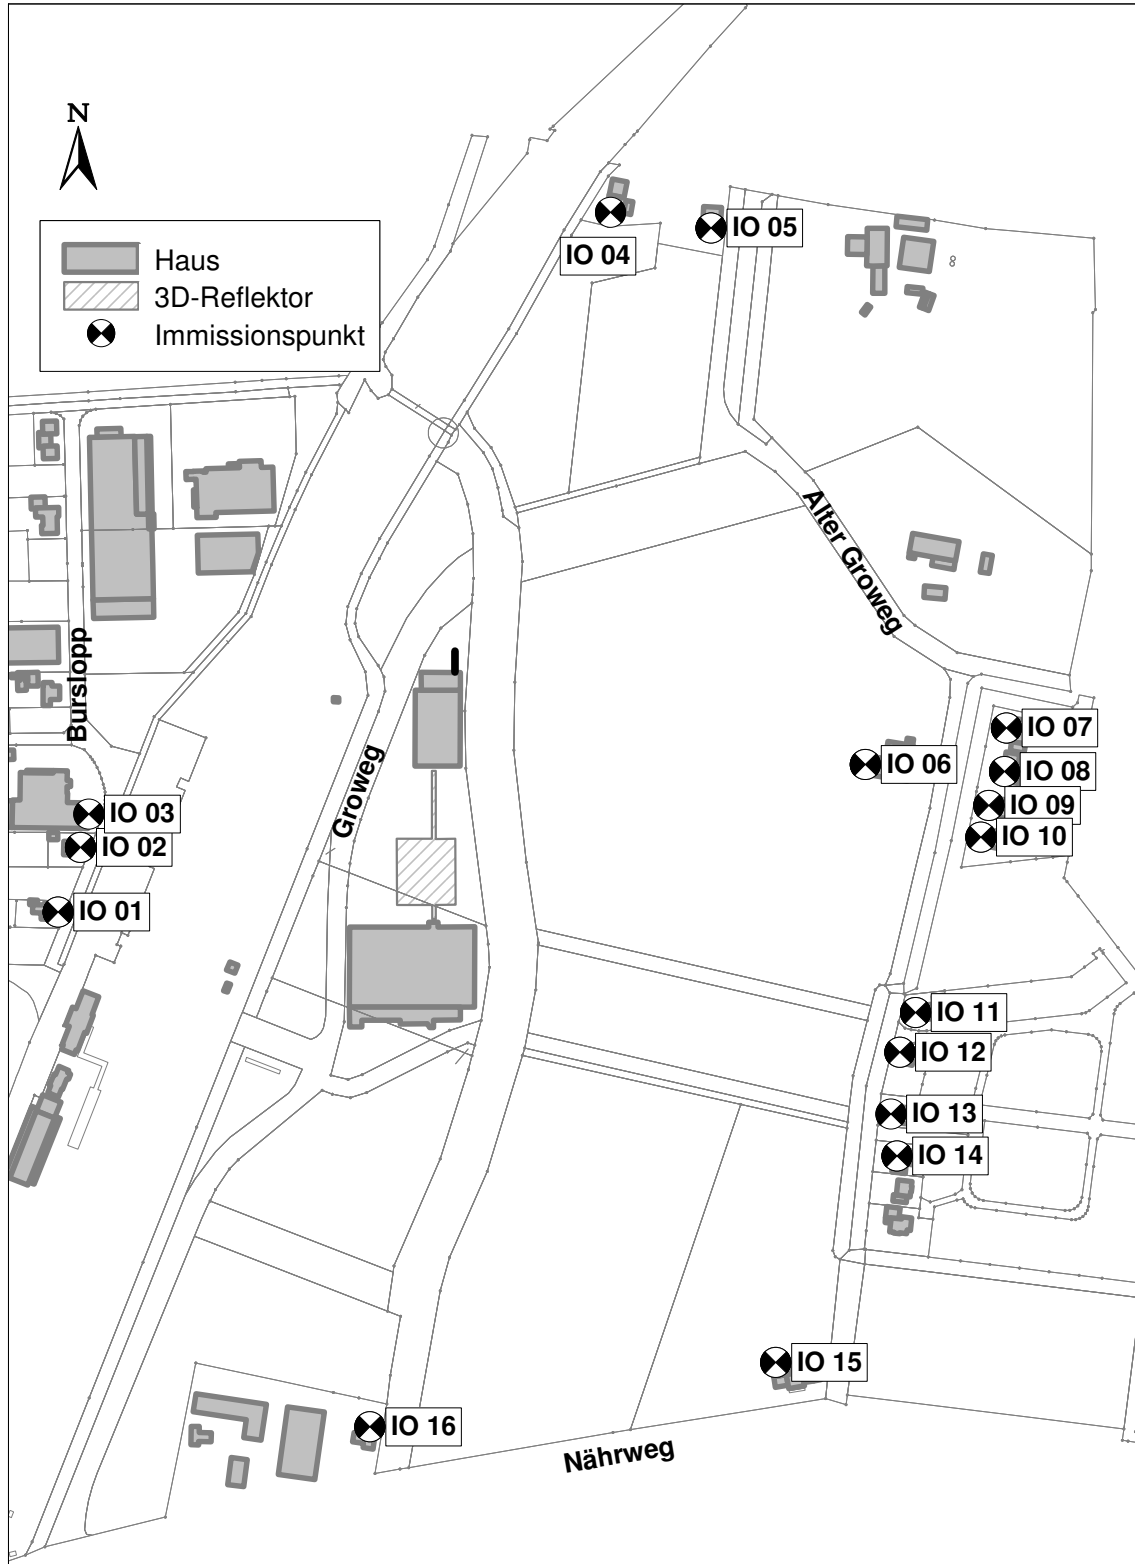 N
Haus
3D-Reflektor
Immissionspunkt
IO 04
IO 05
Alter Groweg
Burslopp
Groweg
IO 07
IO 06
IO 08
IO 09
IO 10
IO 03
IO 02
IO 01
IO 11
IO 12
IO 13
IO 14
IO 15
IO 16
Nährweg